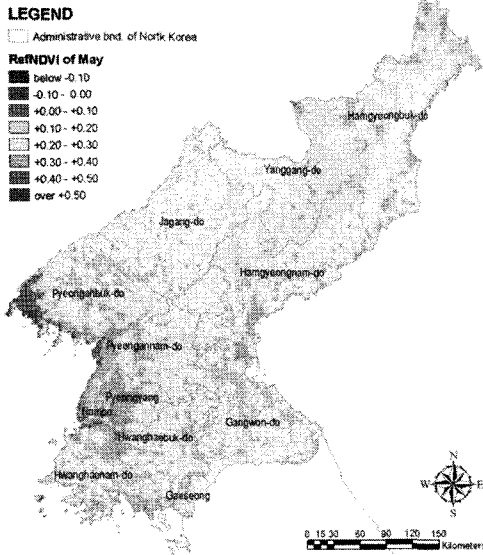 LEGEND
Administrative bnd. of North Korea
RefNDVI of May
below -0.10
-0.10 - 0.00
+0.00 - +0.10
+0.10 - +0.20
+0.20 - +0.30
+0.30 - +0.40
+0.40 - +0.50
over +0.50
Hamgyeongbuk-do
Yanggang-do
Jagang-do
Hamgyeongnam-do
Pyeonganbuk-do
Pyeongannam-do
Pyeongyang
Nampo
Gangwon-do
Hwanghaebuk-do
Hwanghaenam-do
Gaeseong
N
W E
S
0 15 30 60 90 120 150
Kilometers